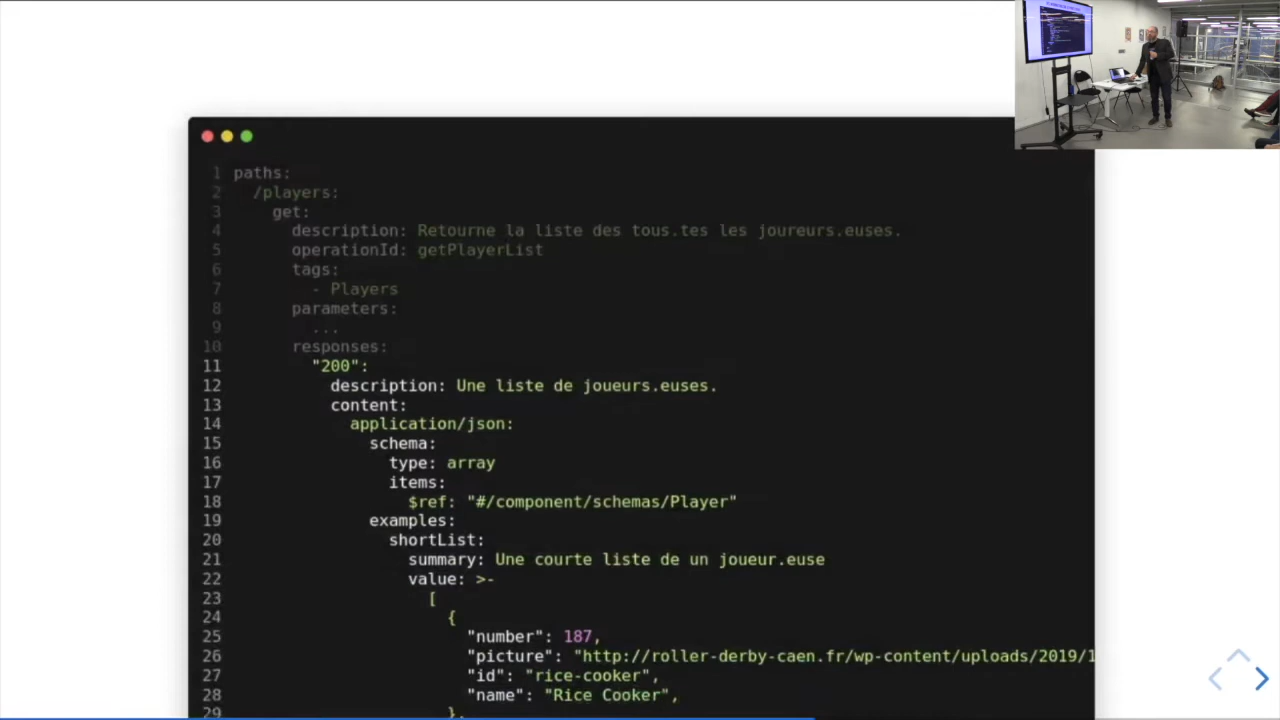 1 paths:
2 /players:
3 get:
4 description: Retourne la liste des tous.tes les joureurs.euses.
5 operationId: getPlayerList
6 tags:
7 - Players
8 parameters:
9 ...
10 responses:
11 "200":
12 description: Une liste de joueurs.euses.
13 content:
14 application/json:
15 schema:
16 type: array
17 items:
18 $ref: "#/component/schemas/Player"
19 examples:
20 shortList:
21 summary: Une courte liste de un joueur.euse
22 value: >-
23 [
24 {
25 "number": 187,
26 "picture": "http://roller-derby-caen.fr/wp-content/uploads/2019/1
27 "id": "rice-cooker",
28 "name": "Rice Cooker",
29 },